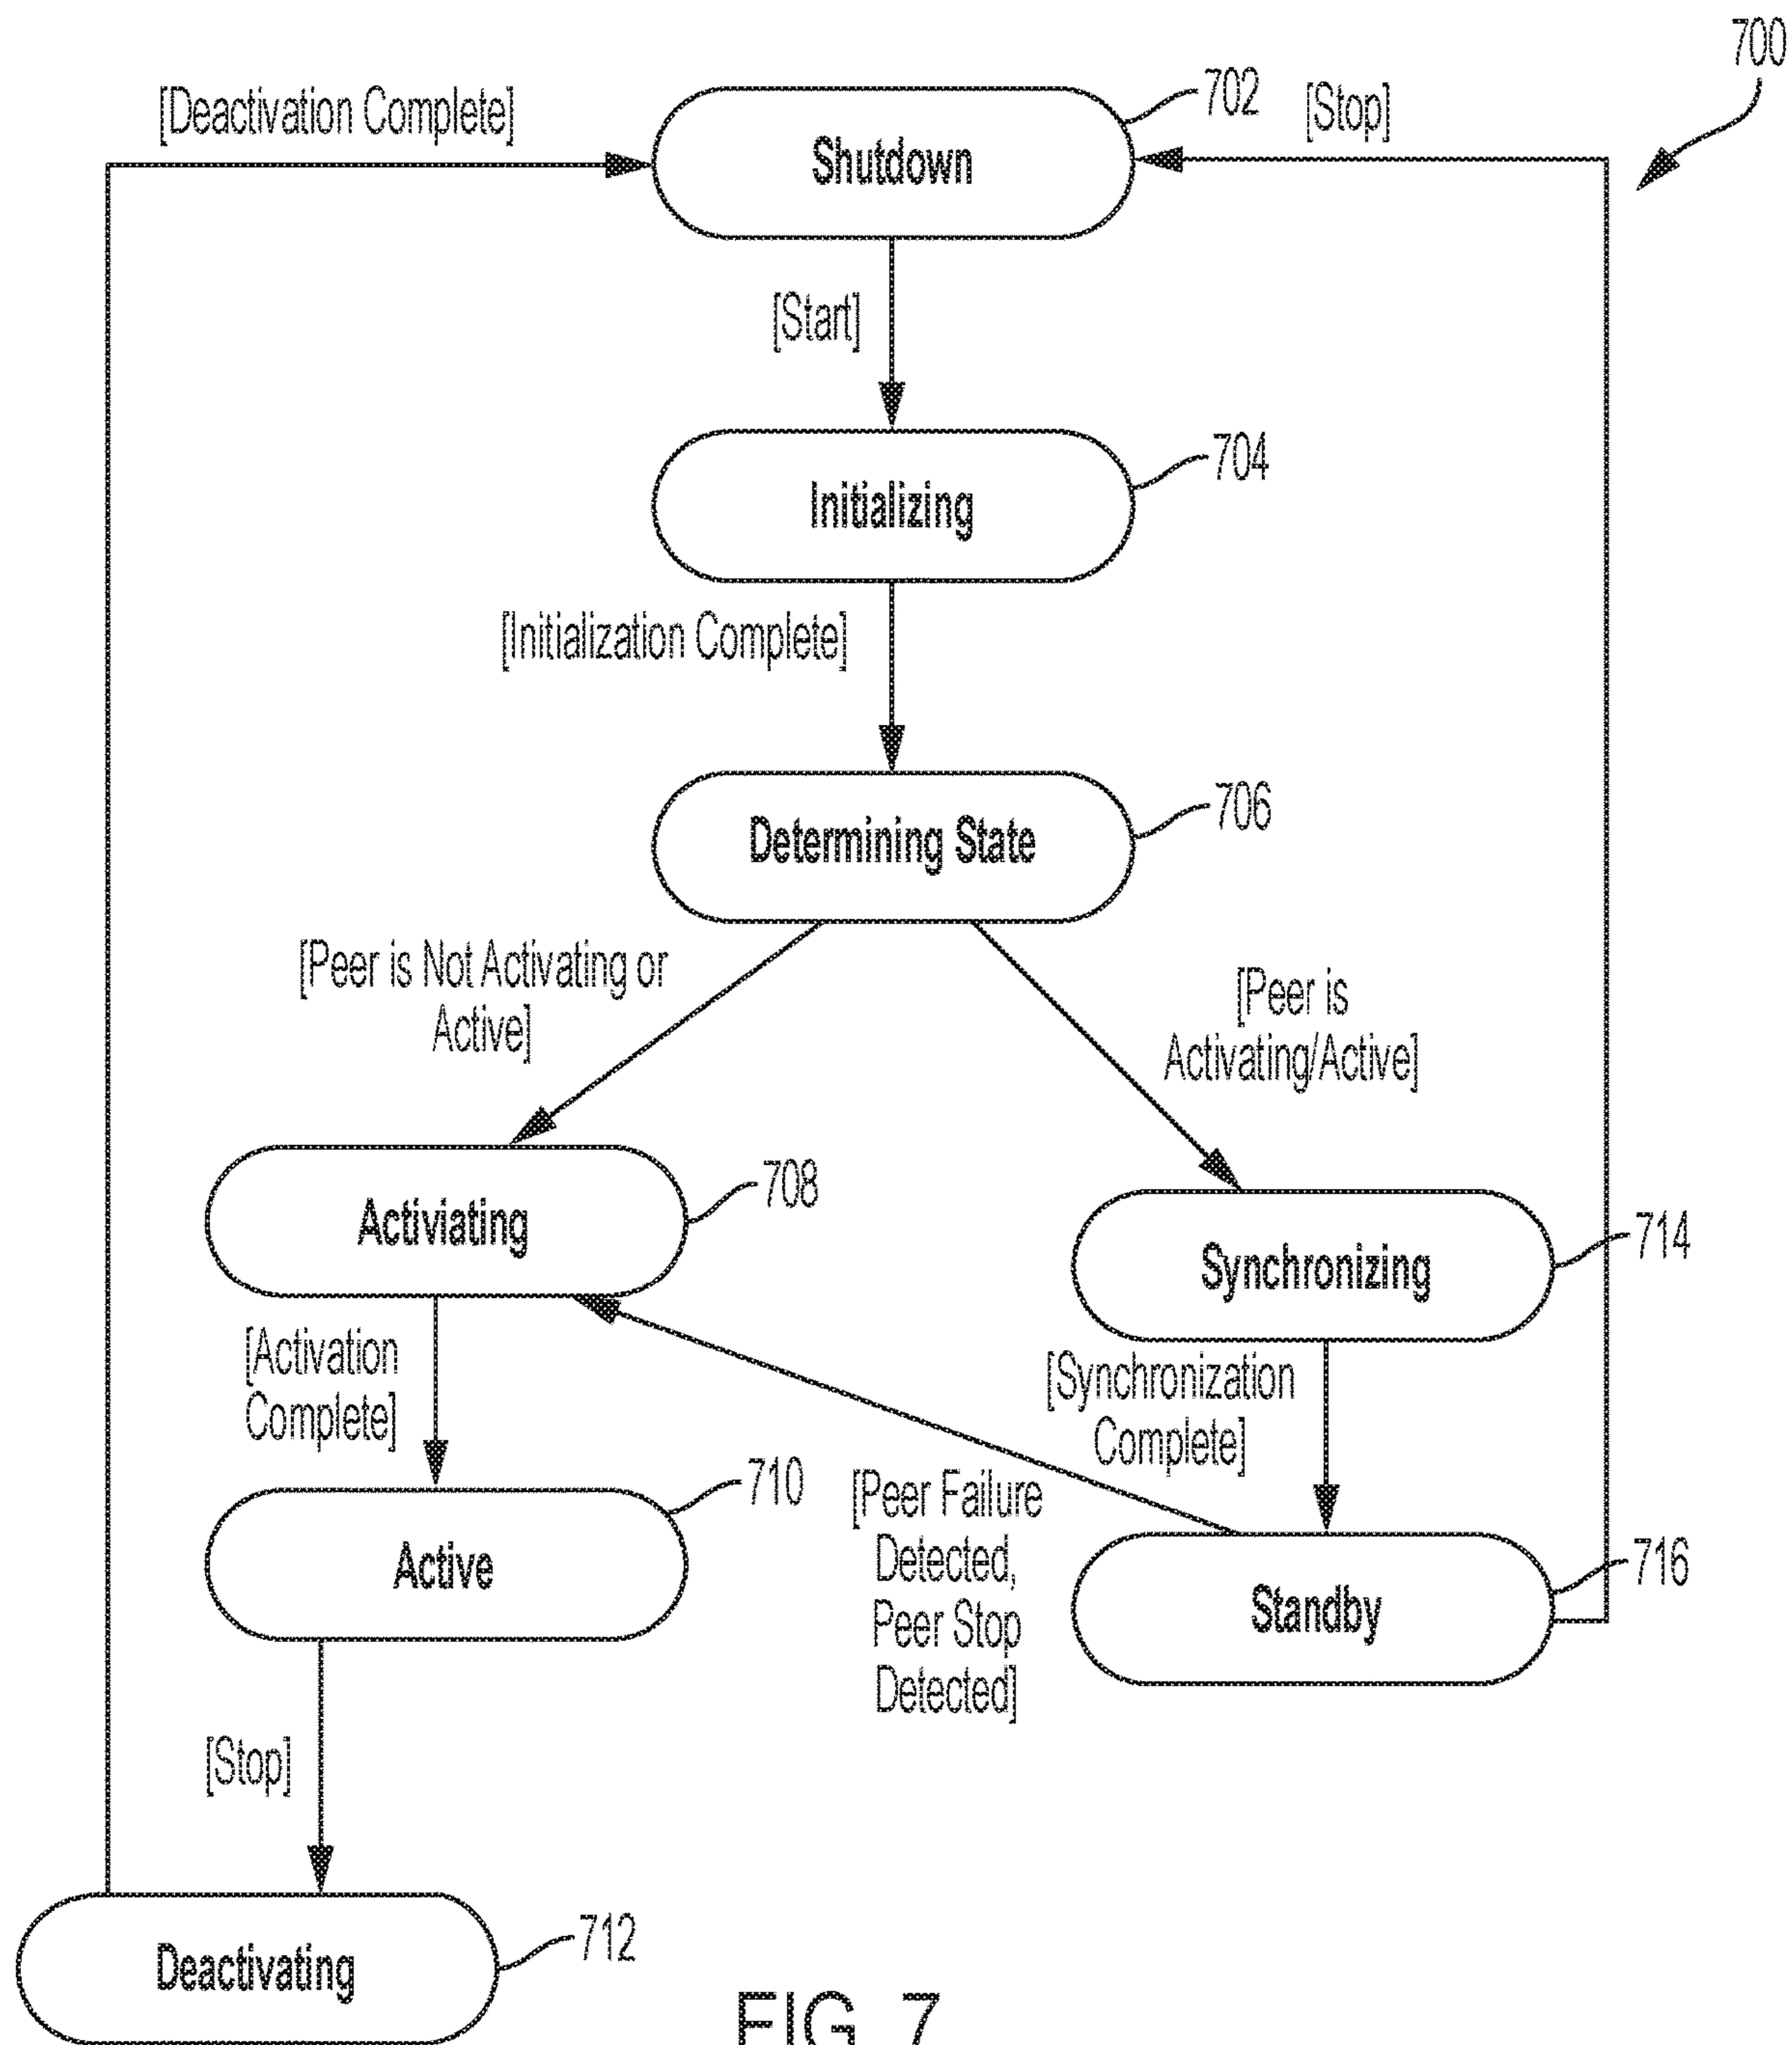 700
[Deactivation Complete]
702
[Stop]
Shutdown
[Start]
704
Initializing
[Initialization Complete]
706
Determining State
[Peer is Not Activating or
Active]
[Peer is
Activating/Active]
708
Activiating
714
Synchronizing
[Activation
Complete]
[Synchronization
Complete]
710
Active
[Peer Failure
Detected,
Peer Stop
Detected]
716
Standby
[Stop]
712
Deactivating
FIG. 7